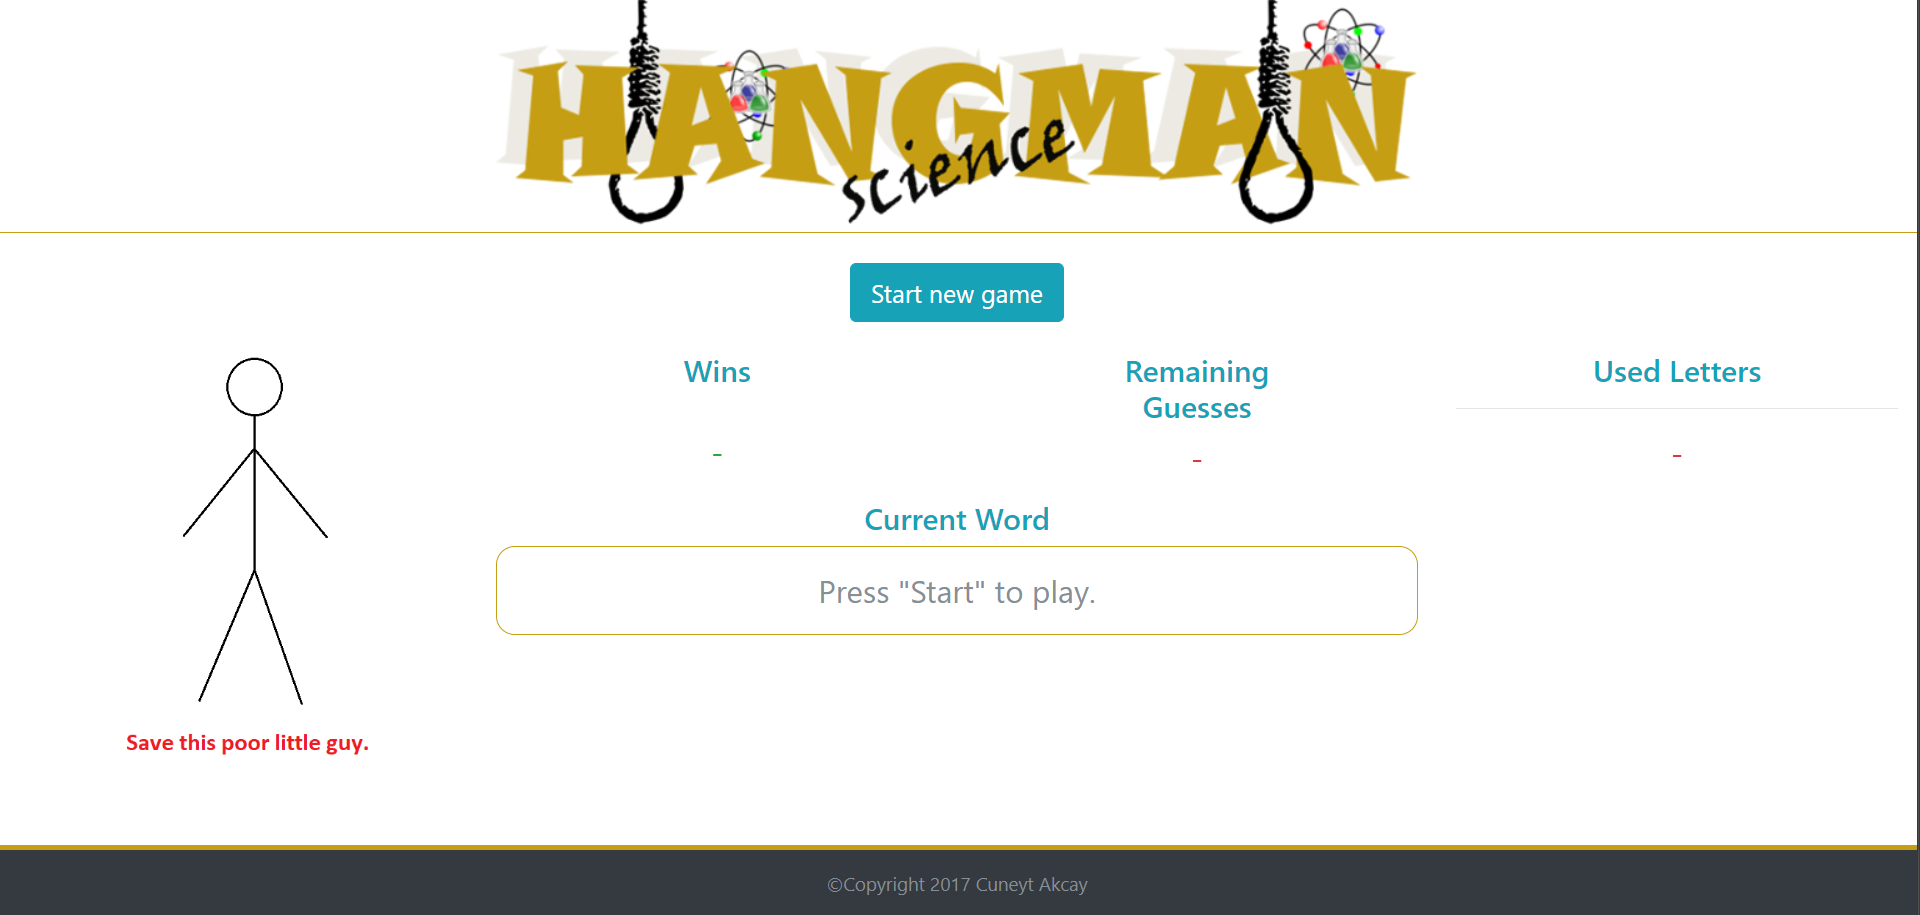 HANGMAN
science
Start new game
Wins
Remaining
Guesses
Used Letters
-
-
-
Current Word
Press "Start" to play.
Save this poor little guy.
©Copyright 2017 Cuneyt Akcay